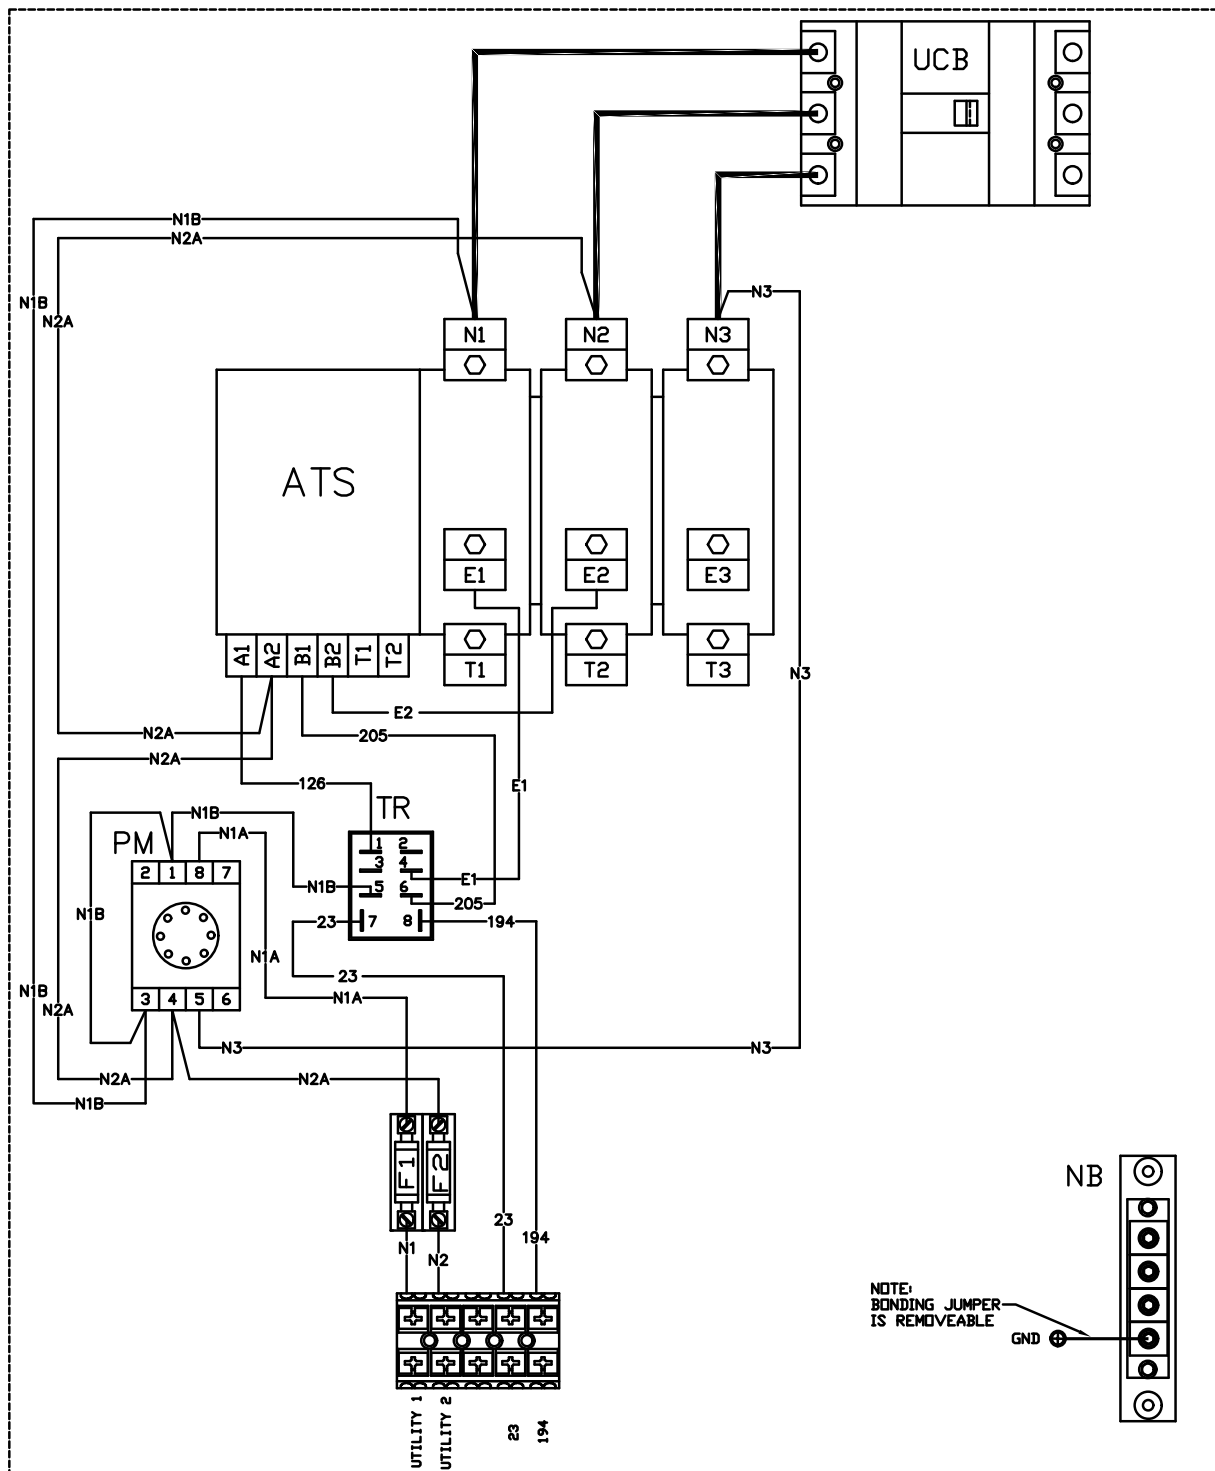 UCB
N1B
N2A
N3
N1B
N2A
N1 N2 N3
ATS
E1 E2 E3
A1 A2 B1 B2 T1 T2
T1 T2 T3
N3
E2
N2A
205
N2A
126
E1
TR
N1B
N1A
PM
1 2
3 4
2 1 8 7
E1
N1B 5 6
205
N1B
23 7 8 194
N1A
23
N1B
N1A
3 4 5 6
N2A
N3 N3
N2A N2A
N1B
F1 F2
NB
23
194
N1
N2
NOTE:
BONDING JUMPER
IS REMOVEABLE
GND
UTILITY 1
UTILITY 2
23
194